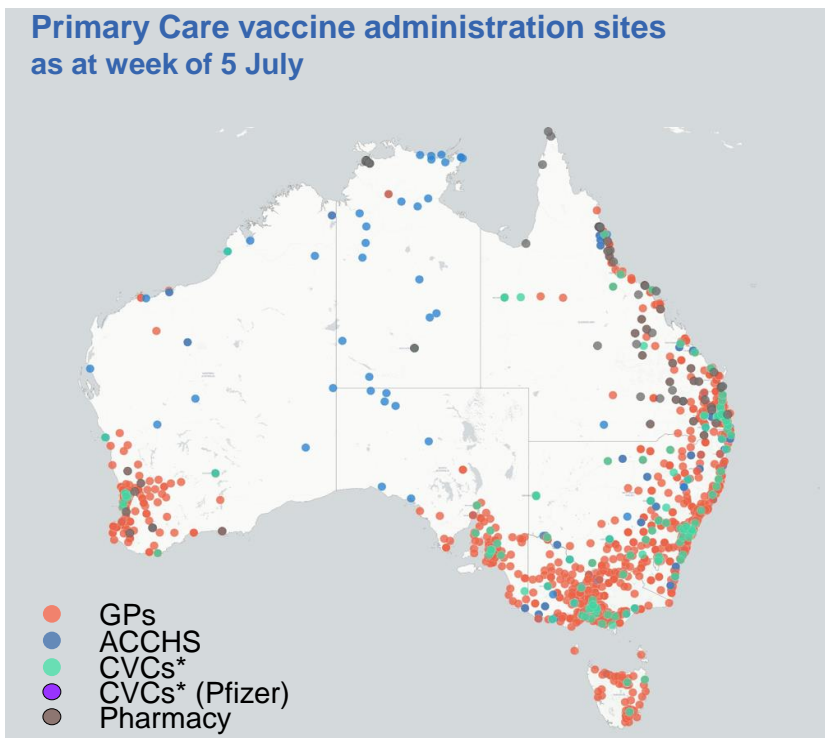 Primary Care vaccine administration sites
as at week of 5 July
GPs
ACCHS
CVCs*
CVCs* (Pfizer)
Pharmacy